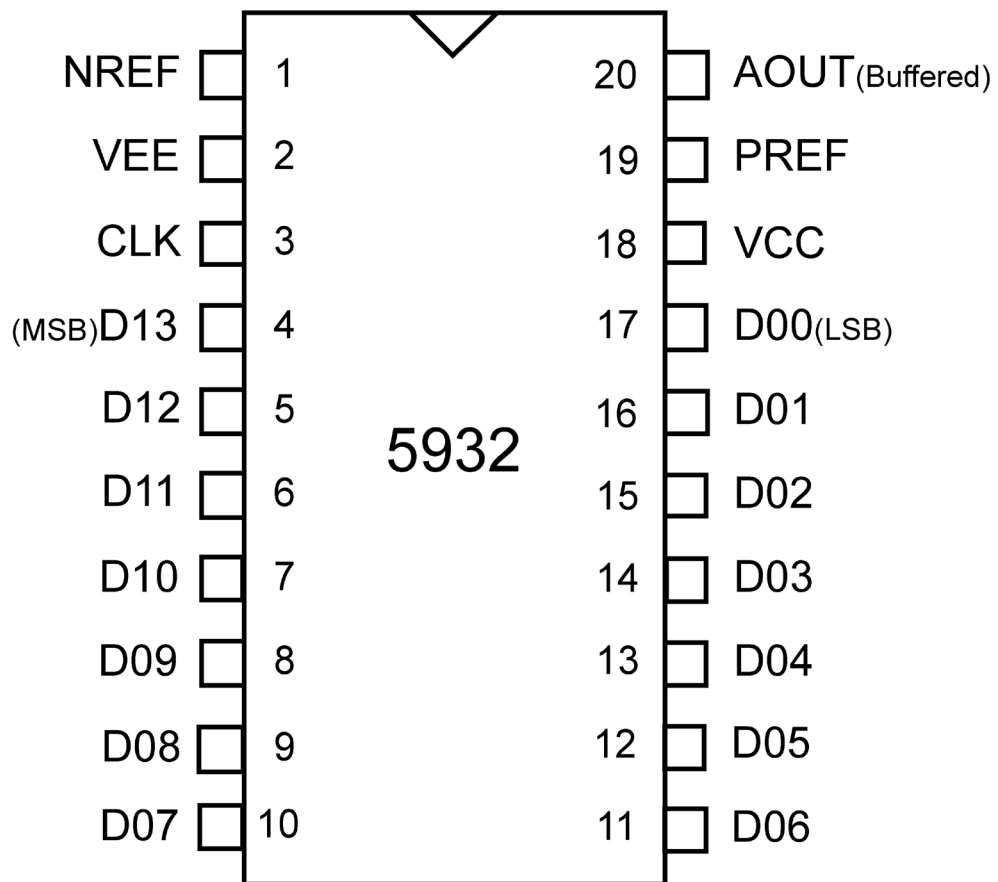 NREF 1 20 AOUT(Buffered)
VEE 2 19 PREF
CLK 3 18 VCC
(MSB)D13 4 17 D00(LSB)
D12 5 16 D01
5932
D11 6 15 D02
D10 7 14 D03
D09 8 13 D04
D08 9 12 D05
D07 10 11 D06